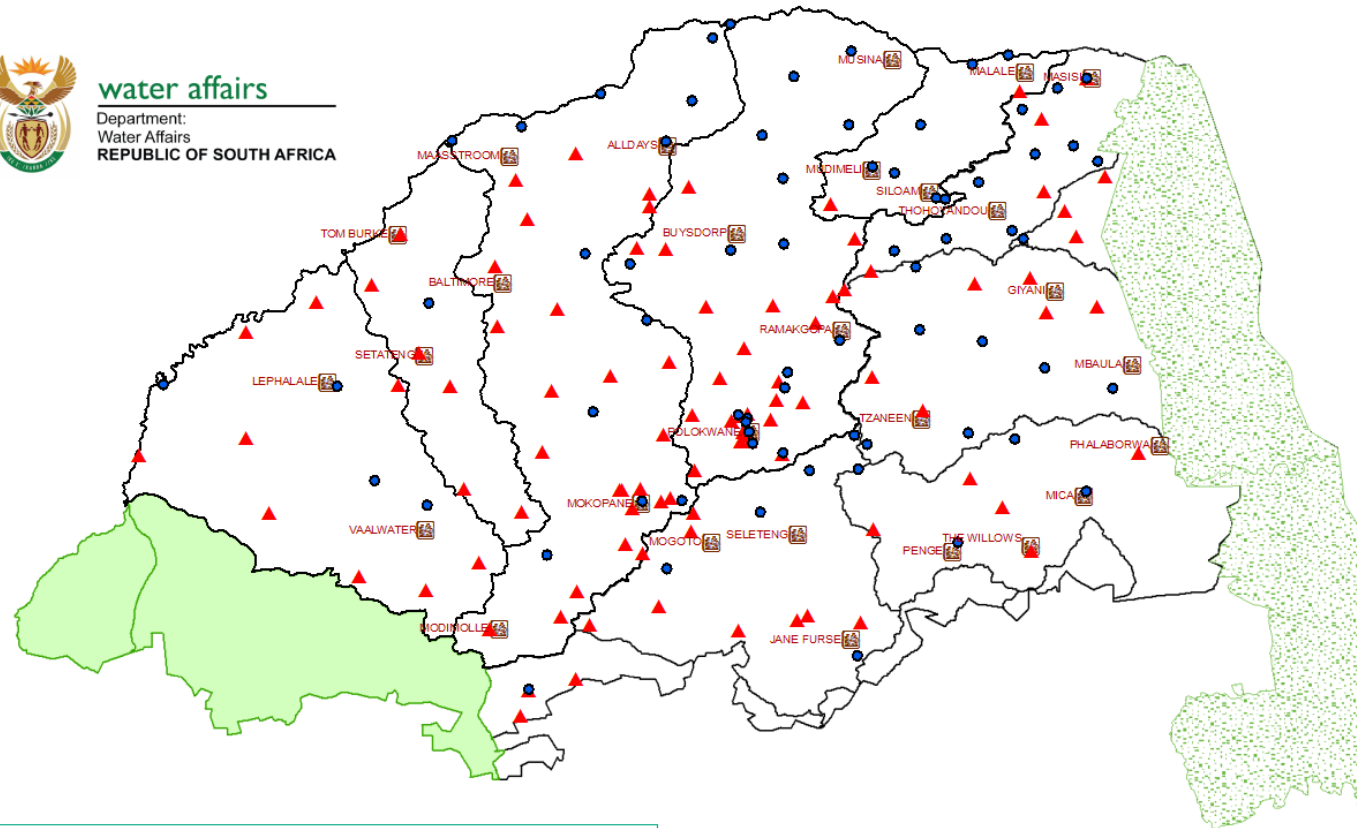 water affairs
Department:
Water Affairs
REPUBLIC OF SOUTH AFRICA
MUSINA
MALALE
MASISI
MAASSTROOM
ALLDAYS
MUDIMELI
SILOAM
THOHOYANDOU
TOM BURKE
BUYSDORP
BALTIMORE
GIYANI
RAMAKGOPA
SETATENG
LEPHALALE
MBAULA
TZANEEN
POLOKWANE
PHALABORWA
MOKOPANE
MICA
VAALWATER
MOGOTO
SELETENG
THE WILLOWS
PENGE
MODIMOLLE
JANE FURSE